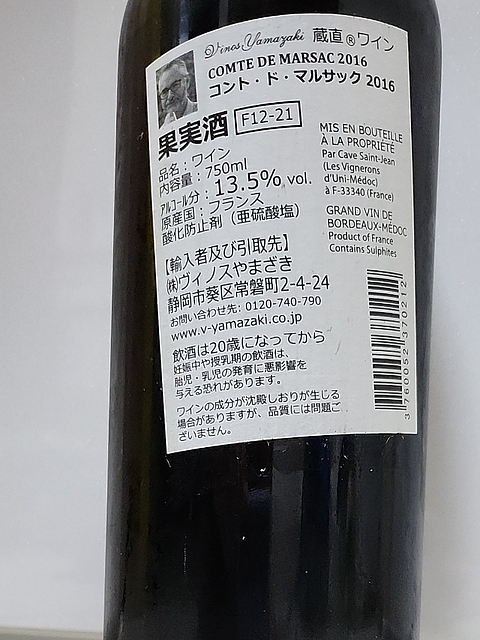 Vinos Yamazaki 蔵直®ワイン
COMTE DE MARSAC 2016
コント・ド・マルサック 2016
果実酒 F12-21
品名：ワイン
内容量：750ml
アルコール分：13.5% vol.
原産国：フランス
酸化防止剤（亜硫酸塩）
【輸入者及び引取先】
(株)ヴィノスやまざき
静岡市葵区常磐町2-4-24
お問い合わせ先: 0120-740-790
www.v-yamazaki.co.jp
飲酒は20歳になってから
妊娠中や授乳期の飲酒は、
胎児・乳児の発育に悪影響を
与える恐れがあります。
ワインの成分が沈殿しおりが生じる
場合がありますが、品質には問題ご
ざいません。
MIS EN BOUTEILLE
À LA PROPRIÉTÉ
Par Cave Saint-Jean
(Les Vignerons
d'Uni-Médoc)
à F-33340 (France)
GRAND VIN DE
BORDEAUX-MÉDOC
Product of France
Contains Sulphites
3 760052 370212